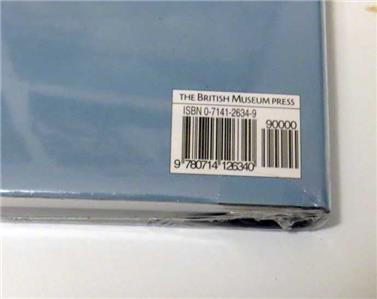 THE BRITISH MUSEUM PRESS
ISBN 0-7141-2634-9
90000
9 780714 126340